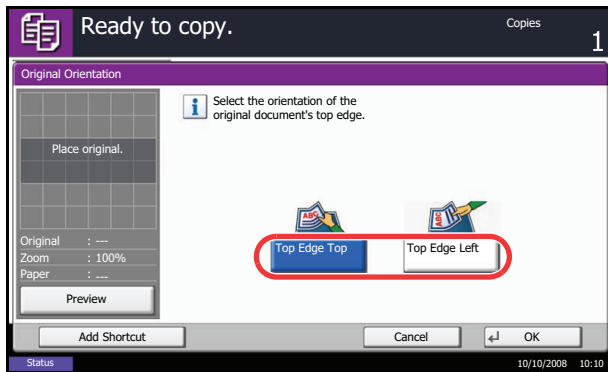 Ready to copy.
Copies
1
Original Orientation
Place original.
Select the orientation of the
original document's top edge.
ABC
ABC
Top Edge Top
Top Edge Left
Original : ---
Zoom : 100%
Paper : ---
Preview
Add Shortcut
Cancel
OK
Status
10/10/2008 10:10